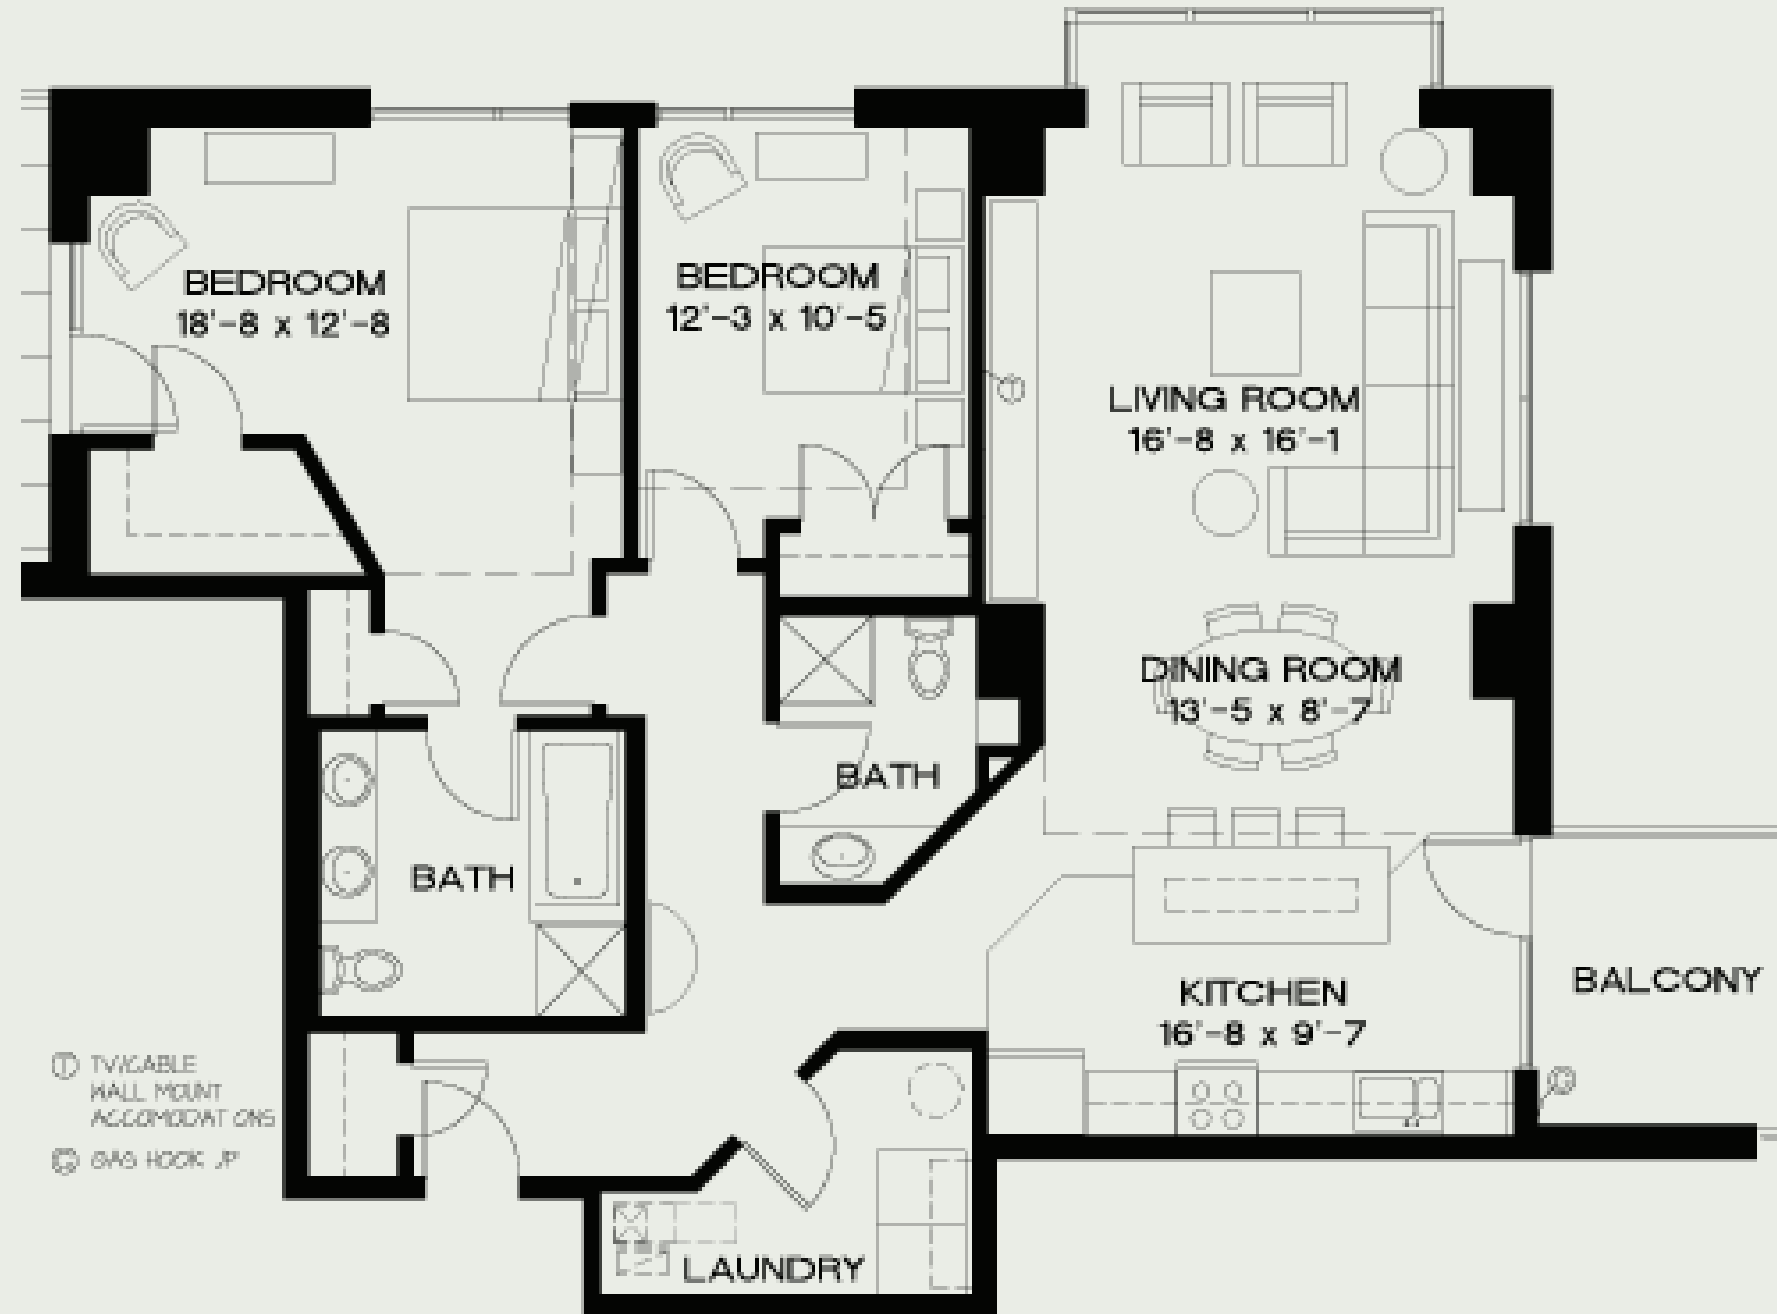 BEDROOM
18'-8 x 12'-8
BEDROOM
12'-3 x 10'-5
LIVING ROOM
16'-8 x 16'-1
T
DINING ROOM
13'-5 x 8'-7
BATH
BATH
KITCHEN
16'-8 x 9'-7
BALCONY
G
T TV/CABLE
WALL MOUNT
ACCOMODAT ONS
G GAS HOOK UP
LAUNDRY